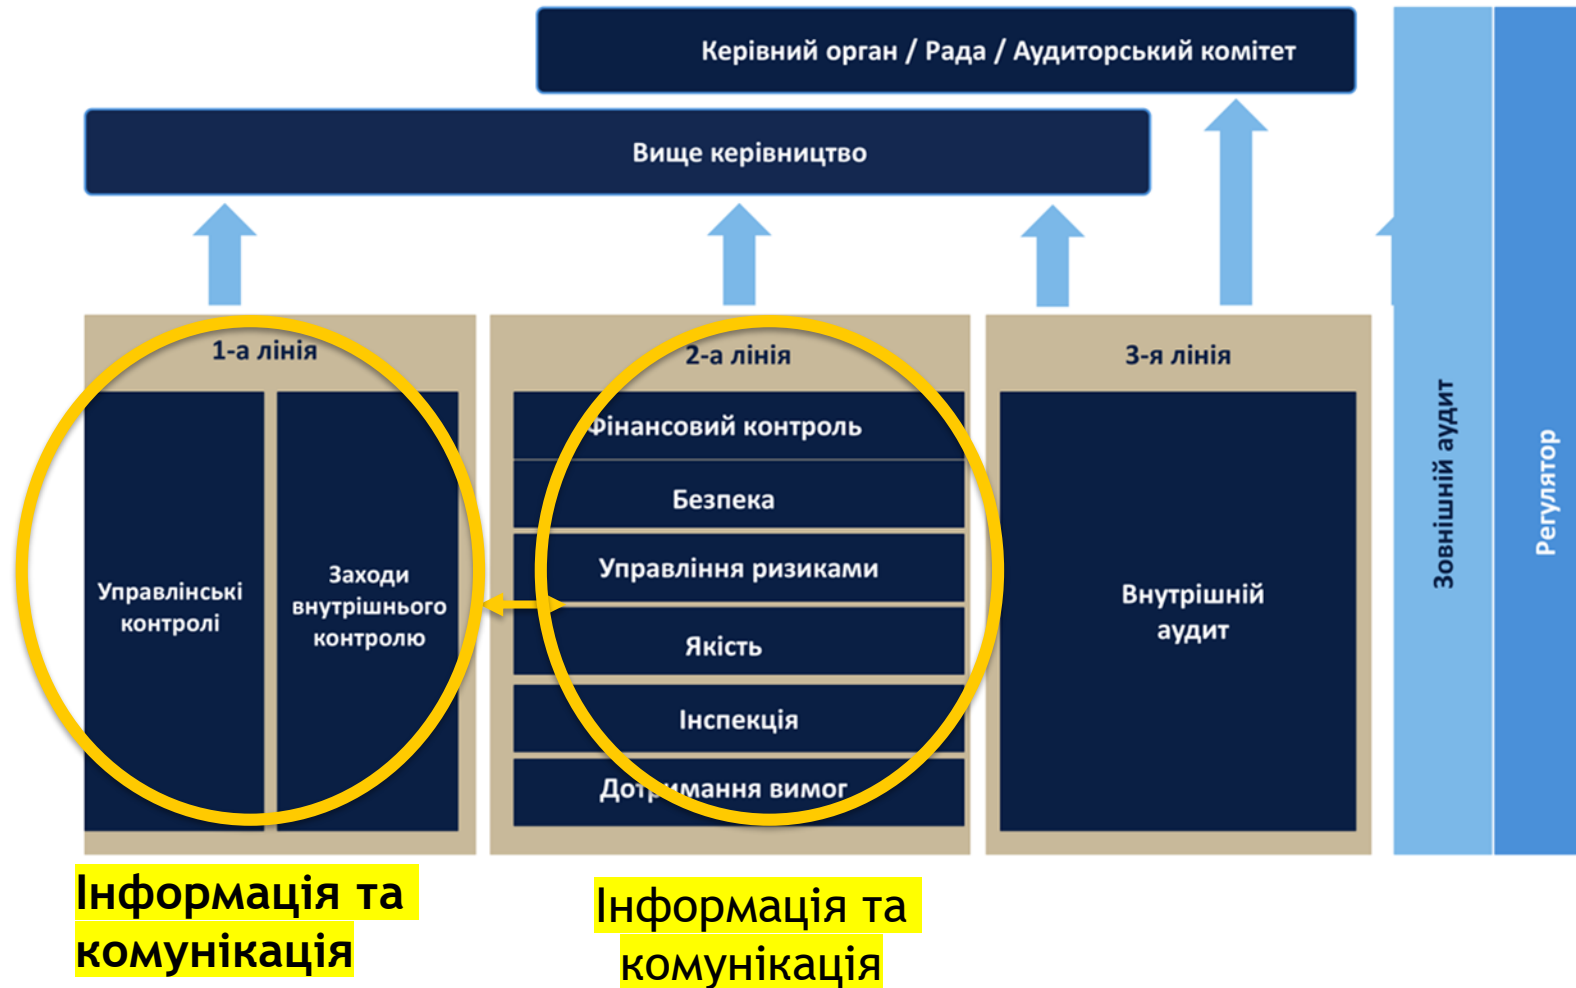 Керівний орган / Рада / Аудиторський комітет
Вище керівництво
1-а лінія
Управлінські
контролі
Заходи
внутрішнього
контролю
2-а лінія
Фінансовий контроль
Безпека
Управління ризиками
Якість
Інспекція
Дотримання вимог
3-я лінія
Внутрішній
аудит
Зовнішній аудит
Регулятор
Інформація та
комунікація
Інформація та
комунікація